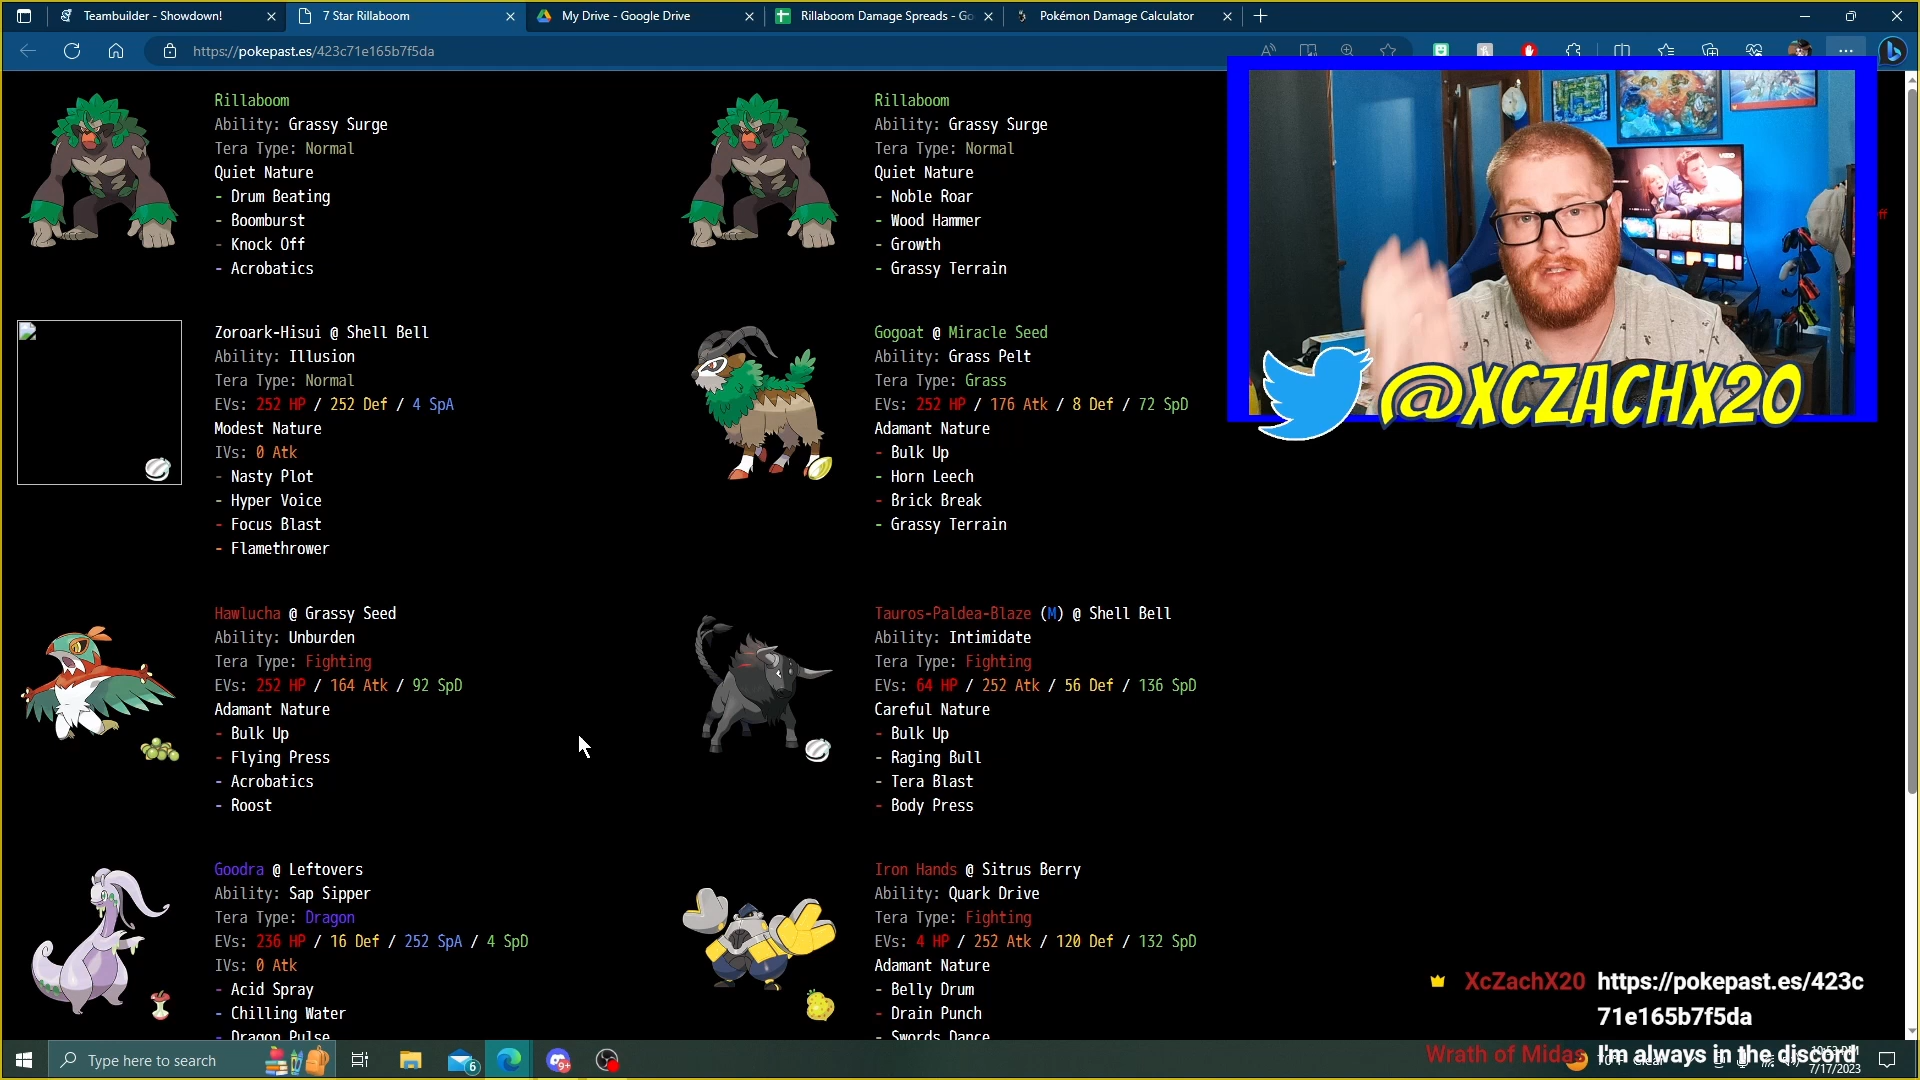 Teambuilder - Showdown!
7 Star Rillaboom
My Drive - Google Drive
Rillaboom Damage Spreads - Go
Pokémon Damage Calculator
https://pokepast.es/423c71e165b7f5da
Rillaboom
Ability: Grassy Surge
Tera Type: Normal
Quiet Nature
- Drum Beating
- Boomburst
- Knock Off
- Acrobatics
Rillaboom
Ability: Grassy Surge
Tera Type: Normal
Quiet Nature
- Noble Roar
- Wood Hammer
- Growth
- Grassy Terrain
Zoroark-Hisui @ Shell Bell
Ability: Illusion
Tera Type: Normal
EVs: 252 HP / 252 Def / 4 SpA
Modest Nature
IVs: 0 Atk
- Nasty Plot
- Hyper Voice
- Focus Blast
- Flamethrower
Gogoat @ Miracle Seed
Ability: Grass Pelt
Tera Type: Grass
EVs: 252 HP / 176 Atk / 8 Def / 72 SpD
Adamant Nature
- Bulk Up
- Horn Leech
- Brick Break
- Grassy Terrain
@XCZACHX20
Hawlucha @ Grassy Seed
Ability: Unburden
Tera Type: Fighting
EVs: 252 HP / 164 Atk / 92 SpD
Adamant Nature
- Bulk Up
- Flying Press
- Acrobatics
- Roost
Tauros-Paldea-Blaze (M) @ Shell Bell
Ability: Intimidate
Tera Type: Fighting
EVs: 64 HP / 252 Atk / 56 Def / 136 SpD
Careful Nature
- Bulk Up
- Raging Bull
- Tera Blast
- Body Press
Goodra @ Leftovers
Ability: Sap Sipper
Tera Type: Dragon
EVs: 236 HP / 16 Def / 252 SpA / 4 SpD
IVs: 0 Atk
- Acid Spray
- Chilling Water
- Dragon Pulse
Iron Hands @ Sitrus Berry
Ability: Quark Drive
Tera Type: Fighting
EVs: 4 HP / 252 Atk / 120 Def / 132 SpD
Adamant Nature
- Belly Drum
- Drain Punch
- Swords Dance
XcZachX20 https://pokepast.es/423c
71e165b7f5da
Wrath of Midas I'm always in the discord
Type here to search
6
9+
7/17/2023